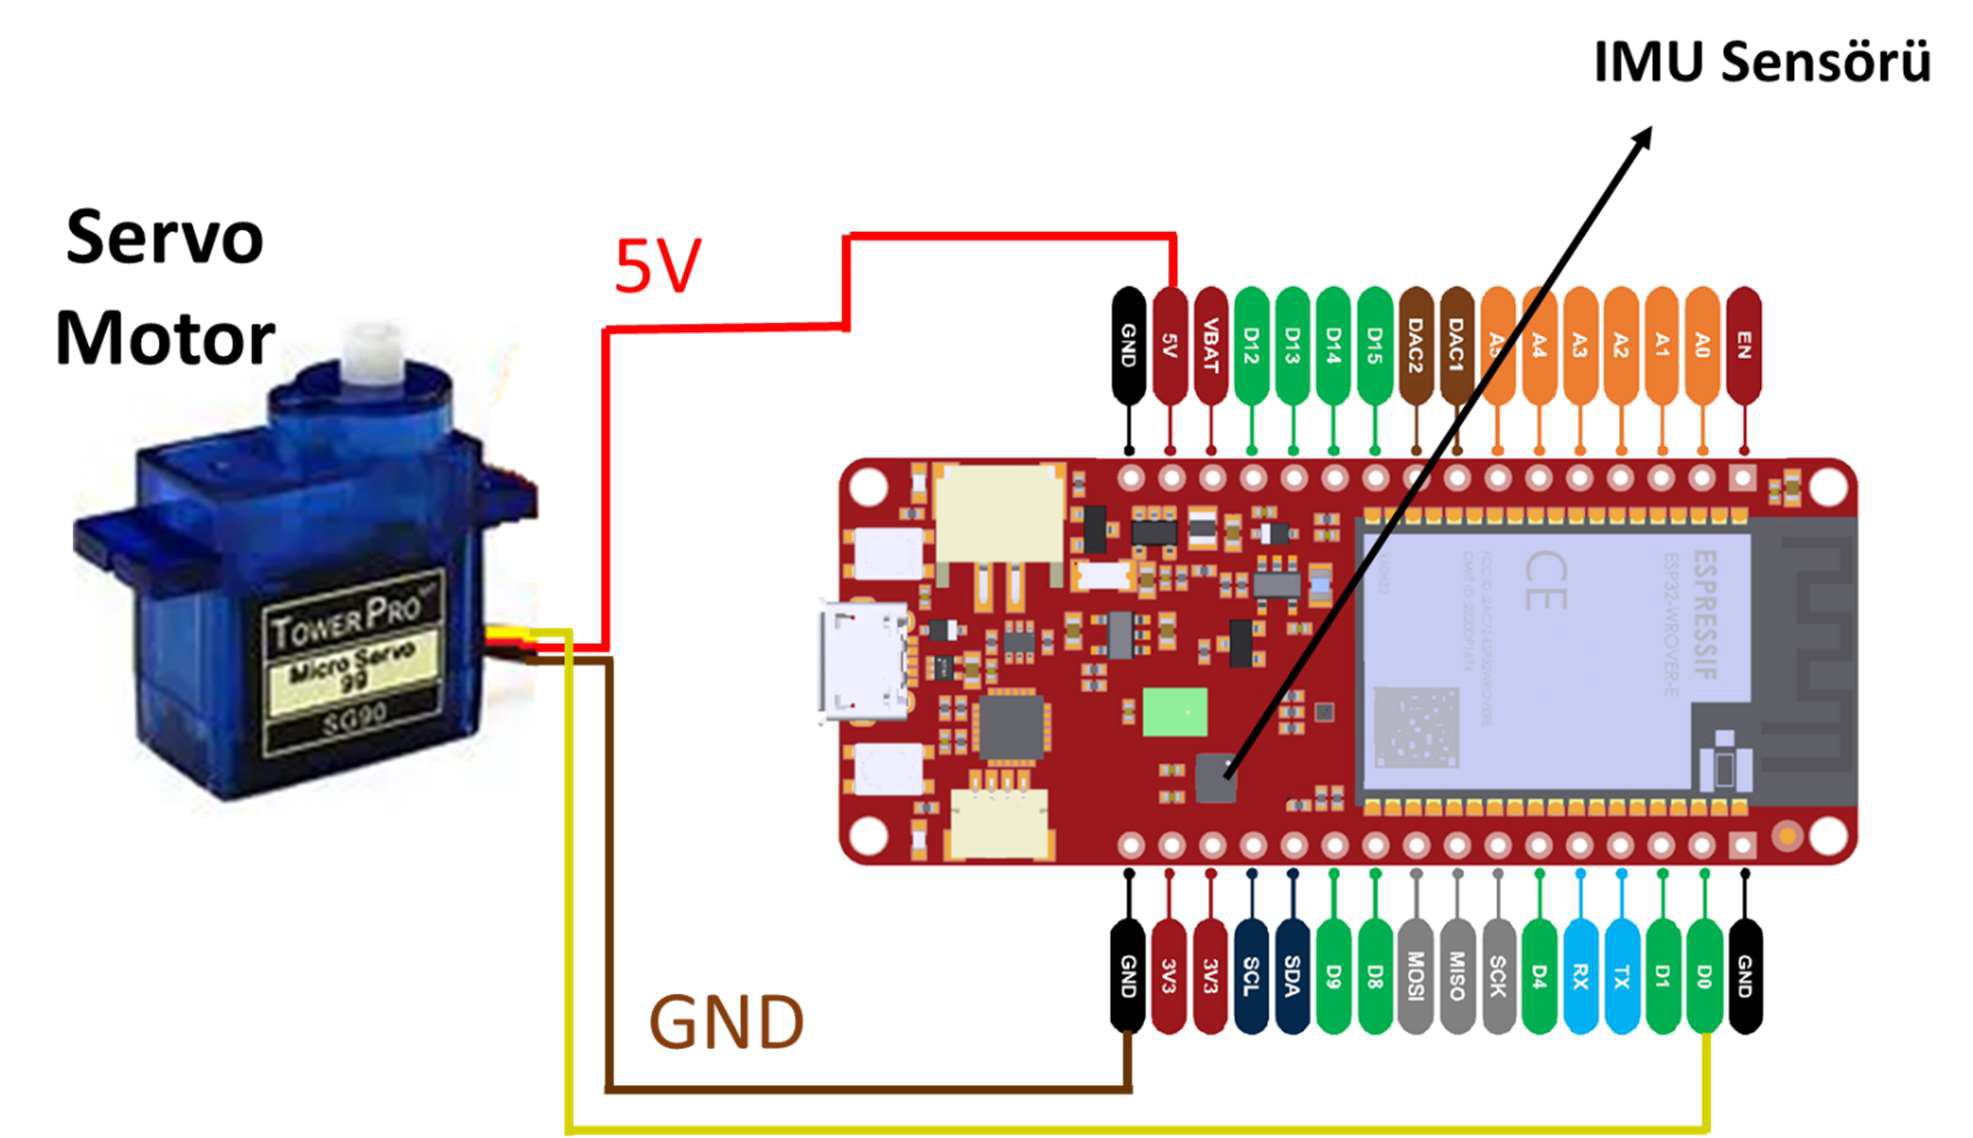 IMU Sensörü
Servo
Motor
5V
GND
5V
VBAT
D12
D13
D14
D15
DAC2
DAC1
A5
A4
A3
A2
A1
A0
EN
TOWERPRO
Micro Servo
99
SG90
CE
ESP32-WROVER-E
ESPRESSIF
GND
GND
3V3
3V3
SCL
SDA
D9
D8
MOSI
MISO
SCK
D4
RX
TX
D1
D0
GND